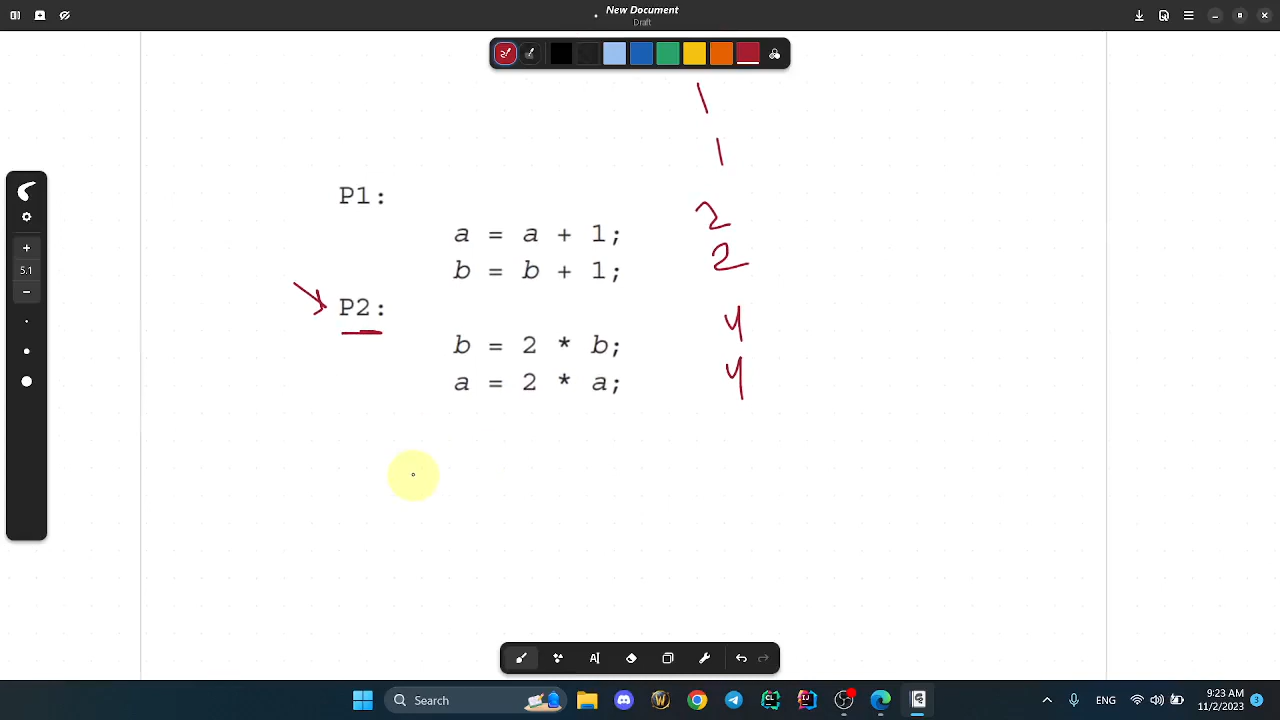 New Document
Draft
1
1
P1:
2
a = a + 1;
2
b = b + 1;
5.1
P2:
4
b = 2 * b;
4
a = 2 * a;
Search
ENG
9:23 AM
11/2/2023
3